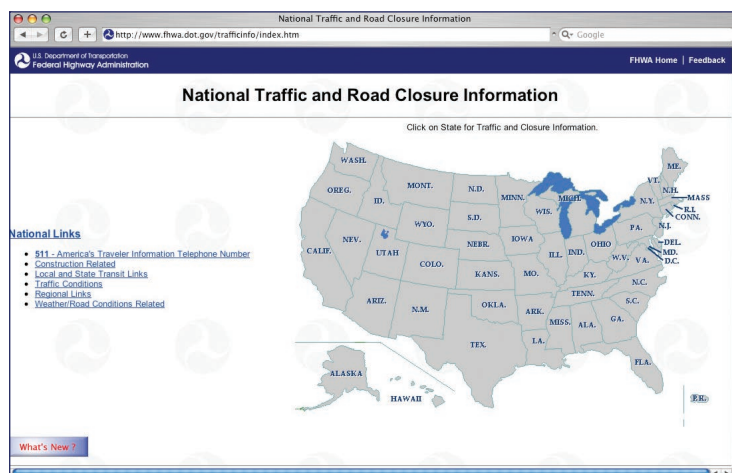 National Traffic and Road Closure Information
http://www.fhwa.dot.gov/trafficinfo/index.htm
Google
U.S. Department of Transportation
Federal Highway Administration
FHWA Home | Feedback
National Traffic and Road Closure Information
Click on State for Traffic and Closure Information.
National Links
511 - America's Traveler Information Telephone Number
Construction Related
Local and State Transit Links
Traffic Conditions
Regional Links
Weather/Road Conditions Related
WASH.
OREG.
CALIF.
NEV.
ID.
MONT.
WYO.
UTAH
COLO.
ARIZ.
N.M.
N.D.
S.D.
NEBR.
KANS.
OKLA.
TEX.
MINN.
IOWA
MO.
ARK.
LA.
WIS.
MICH.
ILL.
IND.
OHIO
KY.
TENN.
MISS.
ALA.
GA.
FLA.
S.C.
N.C.
W.V.
VA.
PA.
N.Y.
VT.
ME.
N.H.
MASS
R.I.
CONN.
N.J.
DEL.
MD.
D.C.
ALASKA
HAWAII
P.R.
What's New ?